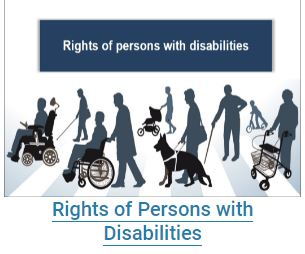 Rights of persons with disabilities
Rights of Persons with
Disabilities